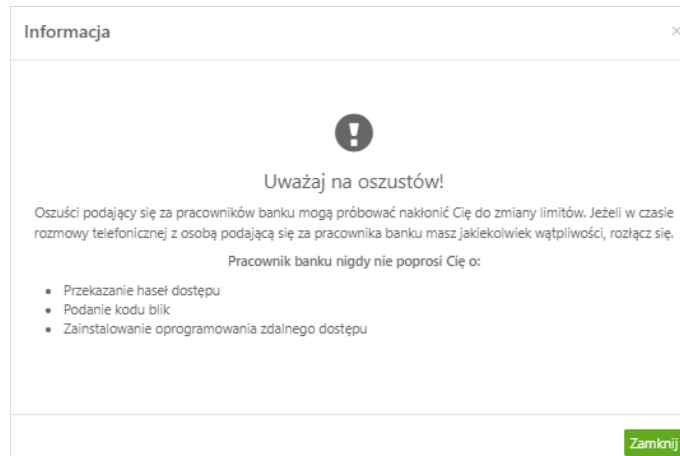 Informacja
Uważaj na oszustów!
Oszuści podający się za pracowników banku mogą próbować nakłonić Cię do zmiany limitów. Jeżeli w czasie
rozmowy telefonicznej z osobą podającą się za pracownika banku masz jakiekolwiek wątpliwości, rozłącz się.
Pracownik banku nigdy nie poprosi Cię o:
• Przekazanie haseł dostępu
• Podanie kodu blik
• Zainstalowanie oprogramowania zdalnego dostępu
Zamknij